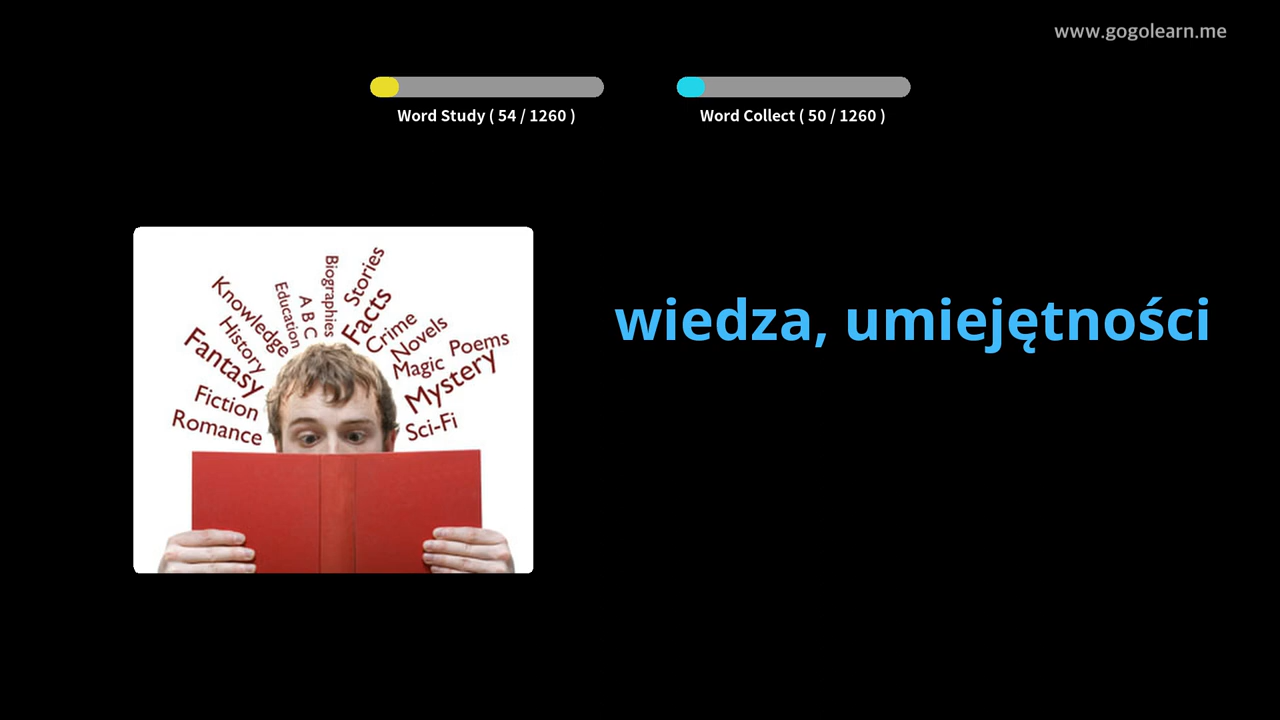 www.gogolearn.me
Word Study ( 54 / 1260 )
Word Collect ( 50 / 1260 )
wiedza, umiejętności
Knowledge
Education
A B C
Biographies
Stories
Facts
Crime
Novels
Poems
Magic
Mystery
Sci-Fi
History
Fantasy
Fiction
Romance